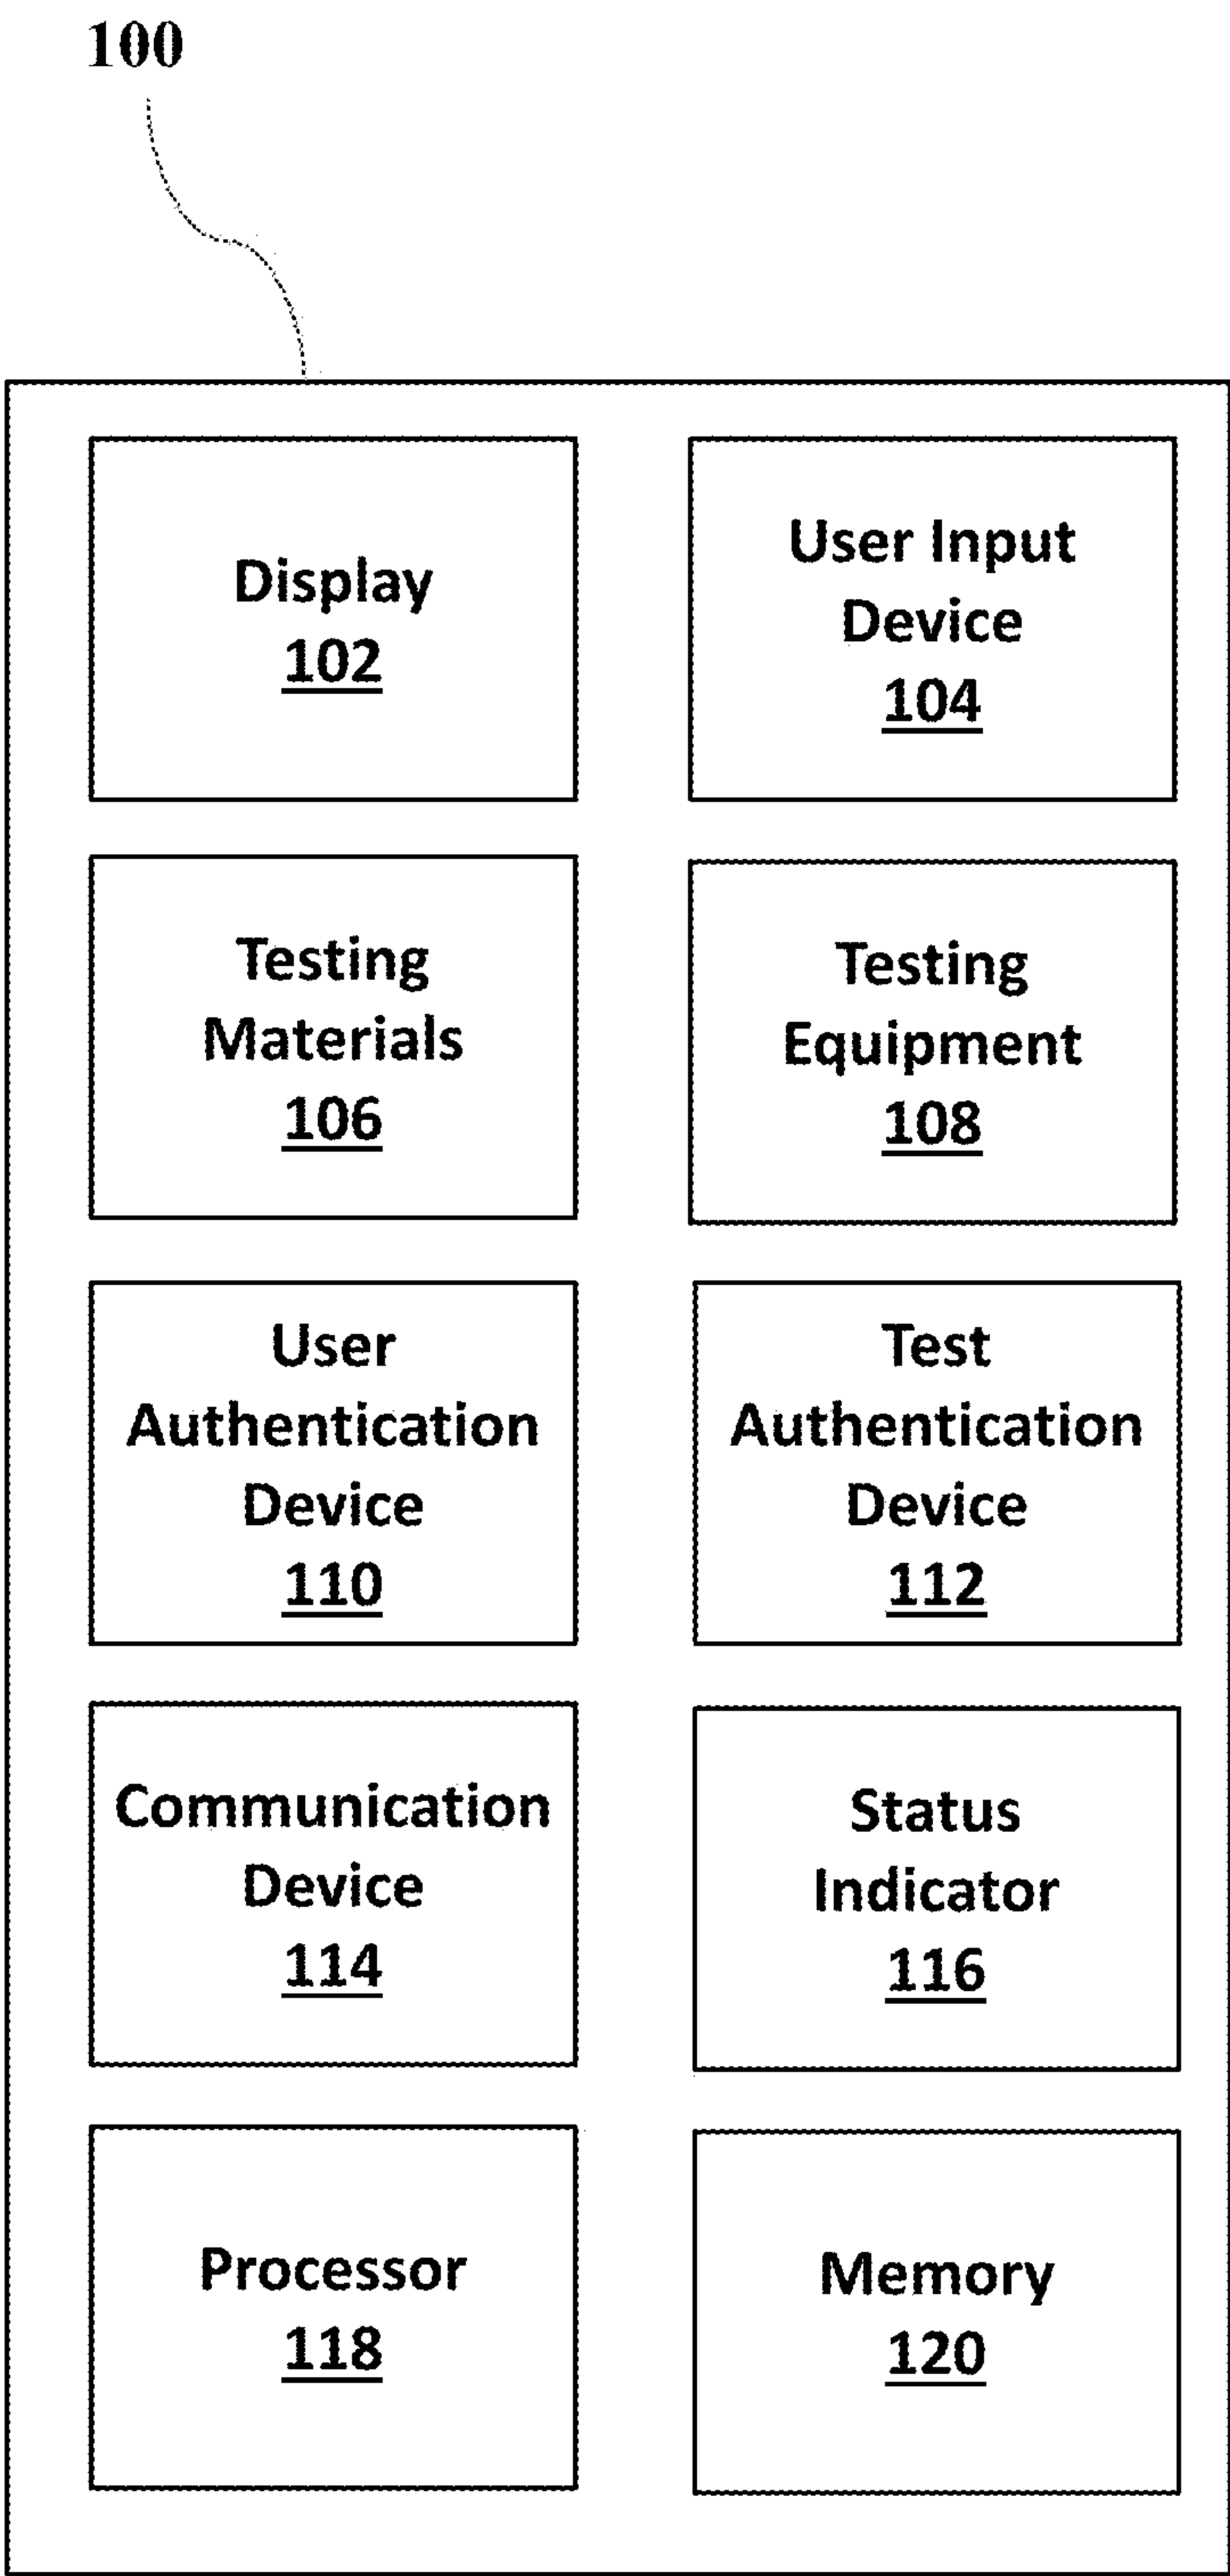 100
Display
102
User Input
Device
104
Testing
Materials
106
Testing
Equipment
108
User
Authentication
Device
110
Test
Authentication
Device
112
Communication
Device
114
Status
Indicator
116
Processor
118
Memory
120